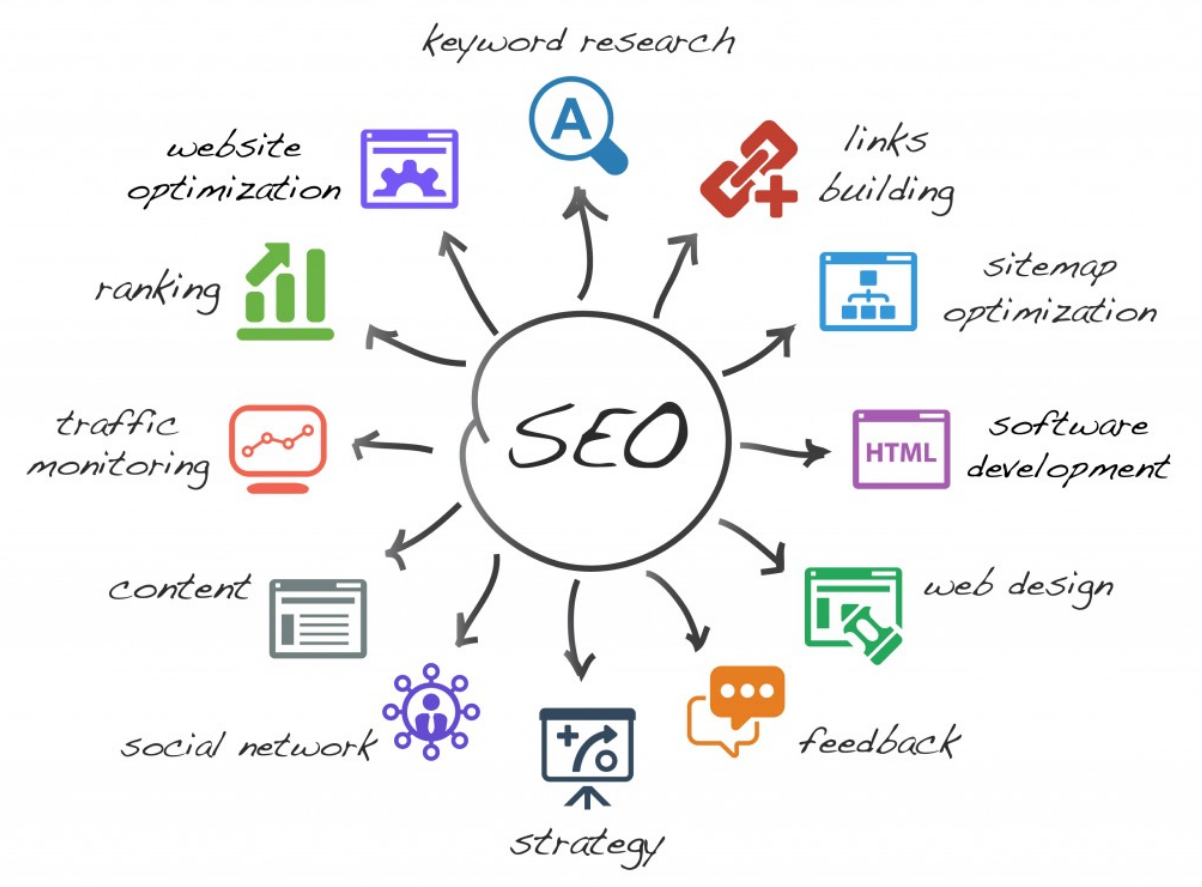 keyword research
A
website
optimization
links
building
ranking
sitemap
optimization
SEO
traffic
monitoring
HTML
software
development
content
web design
social network
feedback
strategy